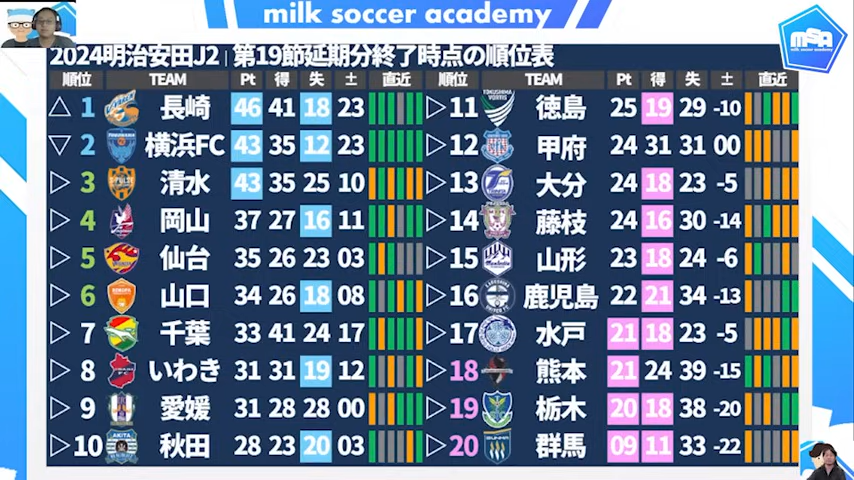 milk soccer academy
MSA
milk soccer academy
2024明治安田J2 | 第19節延期分終了時点の順位表
順位 TEAM Pt 得 失 ± 直近
△ 1 長崎 46 41 18 23
▽ 2 横浜FC 43 35 12 23
▷ 3 清水 43 35 25 10
▷ 4 岡山 37 27 16 11
▷ 5 仙台 35 26 23 03
▷ 6 山口 34 26 18 08
▷ 7 千葉 33 41 24 17
▷ 8 いわき 31 31 19 12
▷ 9 愛媛 31 28 28 00
▷ 10 秋田 28 23 20 03
順位 TEAM Pt 得 失 ± 直近
▷ 11 徳島 25 19 29 -10
▷ 12 甲府 24 31 31 00
▷ 13 大分 24 18 23 -5
▷ 14 藤枝 24 16 30 -14
▷ 15 山形 23 18 24 -6
▷ 16 鹿児島 22 21 34 -13
▷ 17 水戸 21 18 23 -5
▷ 18 熊本 21 24 39 -15
▷ 19 栃木 20 18 38 -20
▷ 20 群馬 09 11 33 -22